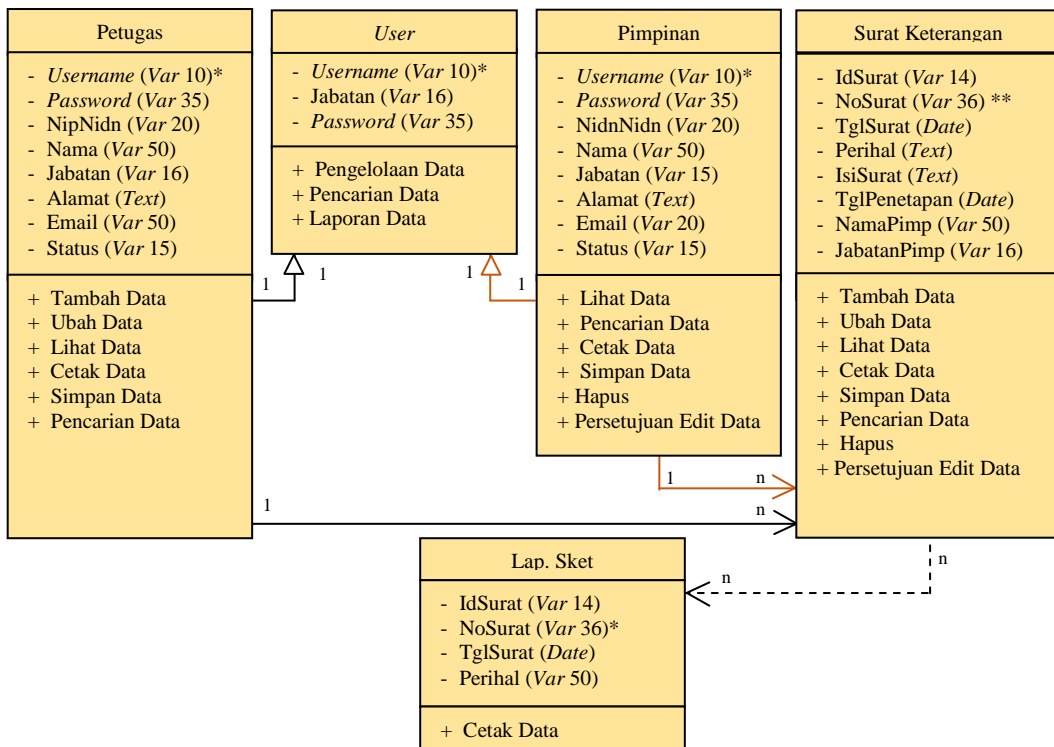 Petugas
- Username (Var 10)*
- Password (Var 35)
- NipNidn (Var 20)
- Nama (Var 50)
- Jabatan (Var 16)
- Alamat (Text)
- Email (Var 50)
- Status (Var 15)
+ Tambah Data
+ Ubah Data
+ Lihat Data
+ Cetak Data
+ Simpan Data
+ Pencarian Data
User
- Username (Var 10)*
- Jabatan (Var 16)
- Password (Var 35)
+ Pengelolaan Data
+ Pencarian Data
+ Laporan Data
Pimpinan
- Username (Var 10)*
- Password (Var 35)
- NidnNidn (Var 20)
- Nama (Var 50)
- Jabatan (Var 15)
- Alamat (Text)
- Email (Var 20)
- Status (Var 15)
+ Lihat Data
+ Pencarian Data
+ Cetak Data
+ Simpan Data
+ Hapus
+ Persetujuan Edit Data
Surat Keterangan
- IdSurat (Var 14)
- NoSurat (Var 36) **
- TglSurat (Date)
- Perihal (Text)
- IsiSurat (Text)
- TglPenetapan (Date)
- NamaPimp (Var 50)
- JabatanPimp (Var 16)
+ Tambah Data
+ Ubah Data
+ Lihat Data
+ Cetak Data
+ Simpan Data
+ Pencarian Data
+ Hapus
+ Persetujuan Edit Data
1
1
1
1
1
n
1
n
n
n
Lap. Sket
- IdSurat (Var 14)
- NoSurat (Var 36)*
- TglSurat (Date)
- Perihal (Var 50)
+ Cetak Data